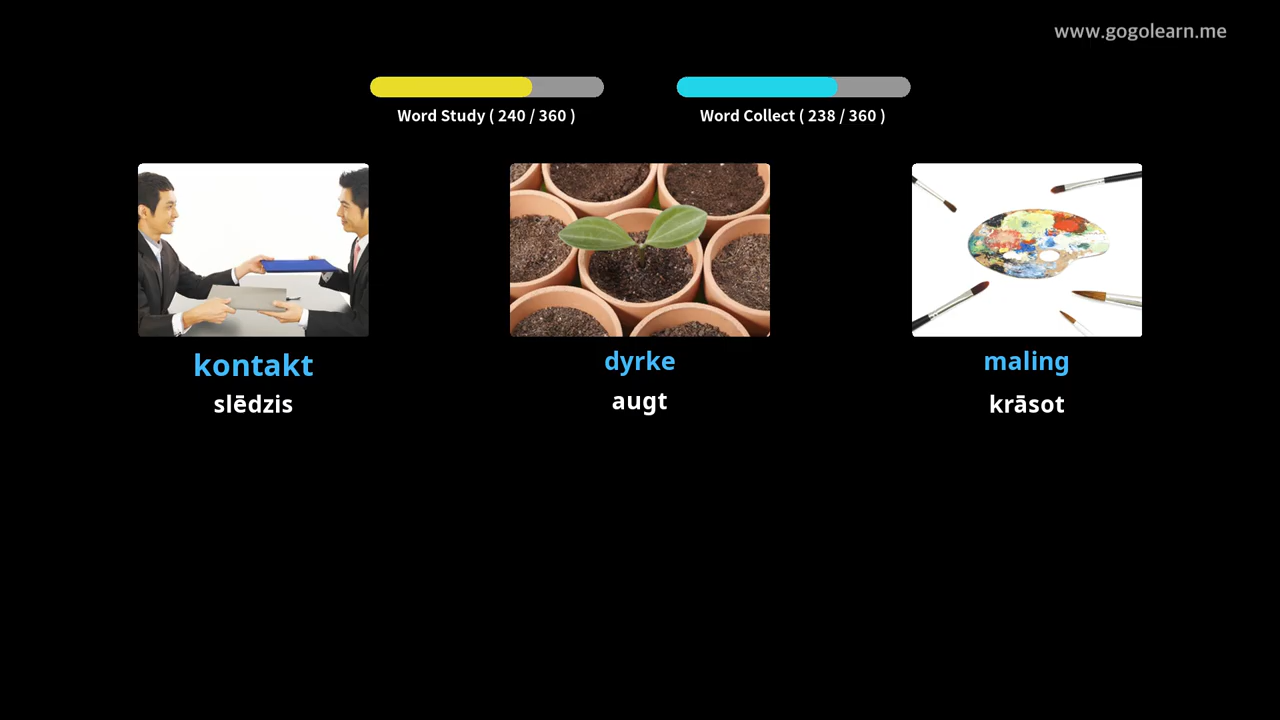 www.gogolearn.me
Word Study ( 240 / 360 )
Word Collect ( 238 / 360 )
kontakt
slēdzis
dyrke
augt
maling
krāsot